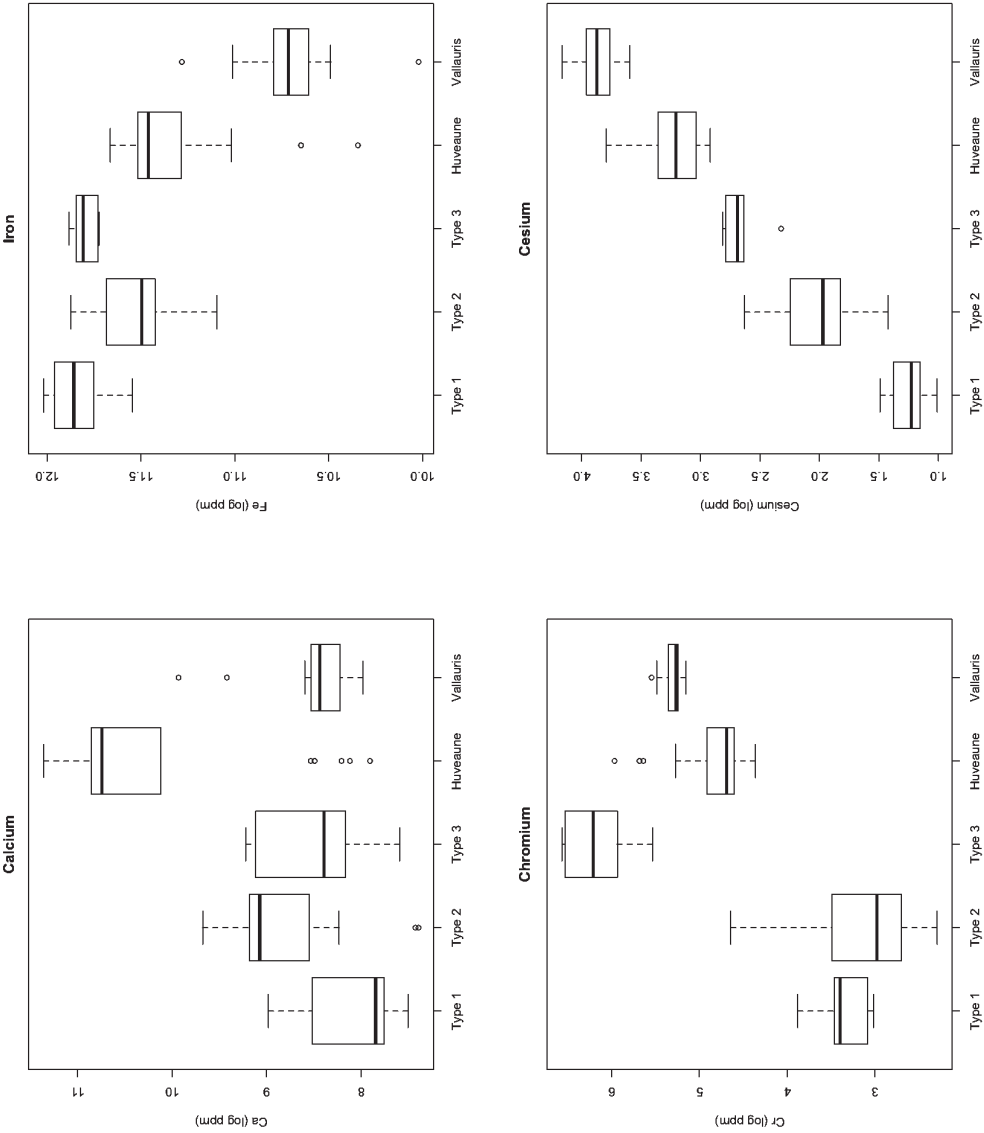 Calcium
Ca (log ppm)
11
10
9
8
Type 1
Type 2
Type 3
Huveaune
Vallauris
Iron
Fe (log ppm)
12.0
11.5
11.0
10.5
10.0
Type 1
Type 2
Type 3
Huveaune
Vallauris
Chromium
Cr (log ppm)
6
5
4
3
Type 1
Type 2
Type 3
Huveaune
Vallauris
Cesium
Cesium (log ppm)
4.0
3.5
3.0
2.5
2.0
1.5
1.0
Type 1
Type 2
Type 3
Huveaune
Vallauris